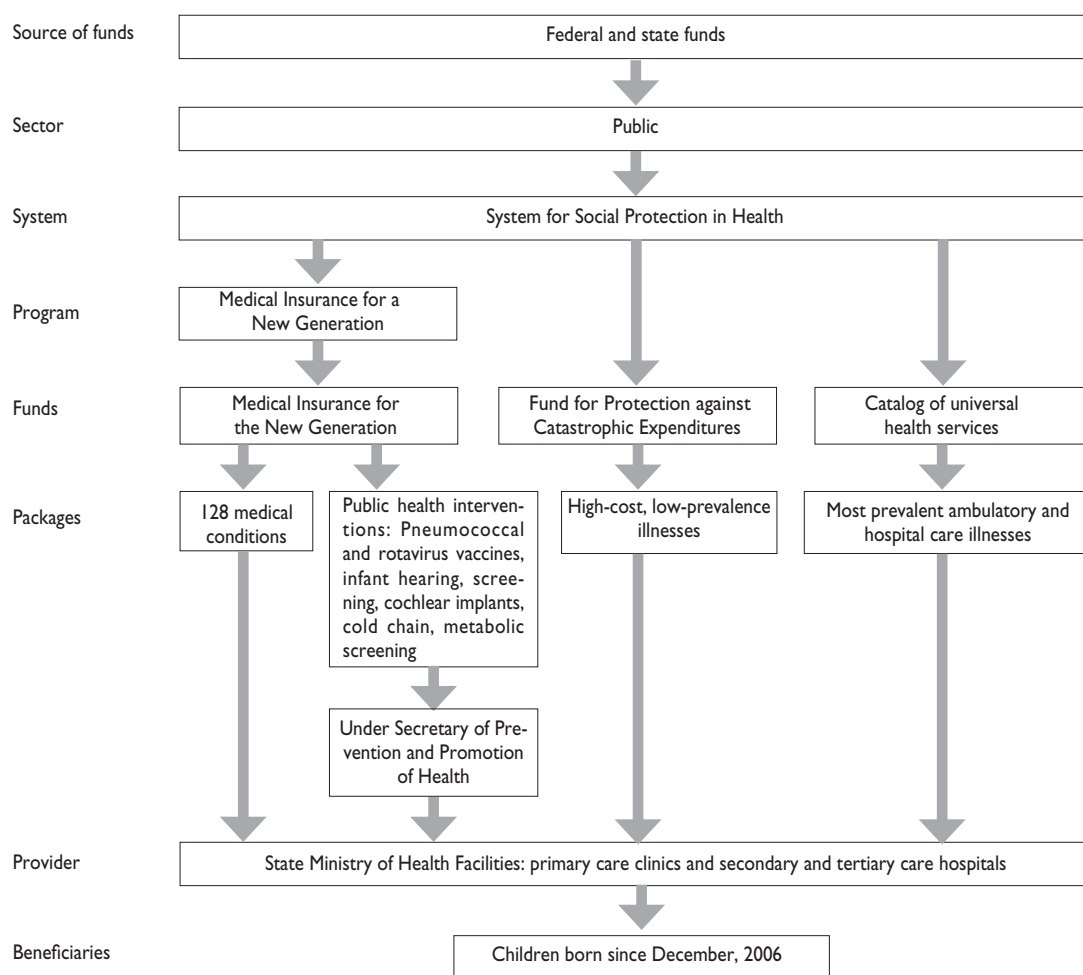 Source of funds
Federal and state funds
Sector
Public
System
System for Social Protection in Health
Program
Medical Insurance for a
New Generation
Funds
Medical Insurance for
the New Generation
Fund for Protection against
Catastrophic Expenditures
Catalog of universal
health services
Packages
128 medical
conditions
Public health interven-
tions: Pneumococcal
and rotavirus vaccines,
infant hearing, scree-
ning, cochlear implants,
cold chain, metabolic
screening
High-cost, low-prevalence
illnesses
Most prevalent ambulatory and
hospital care illnesses
Under Secretary of Pre-
vention and Promotion
of Health
Provider
State Ministry of Health Facilities: primary care clinics and secondary and tertiary care hospitals
Beneficiaries
Children born since December, 2006